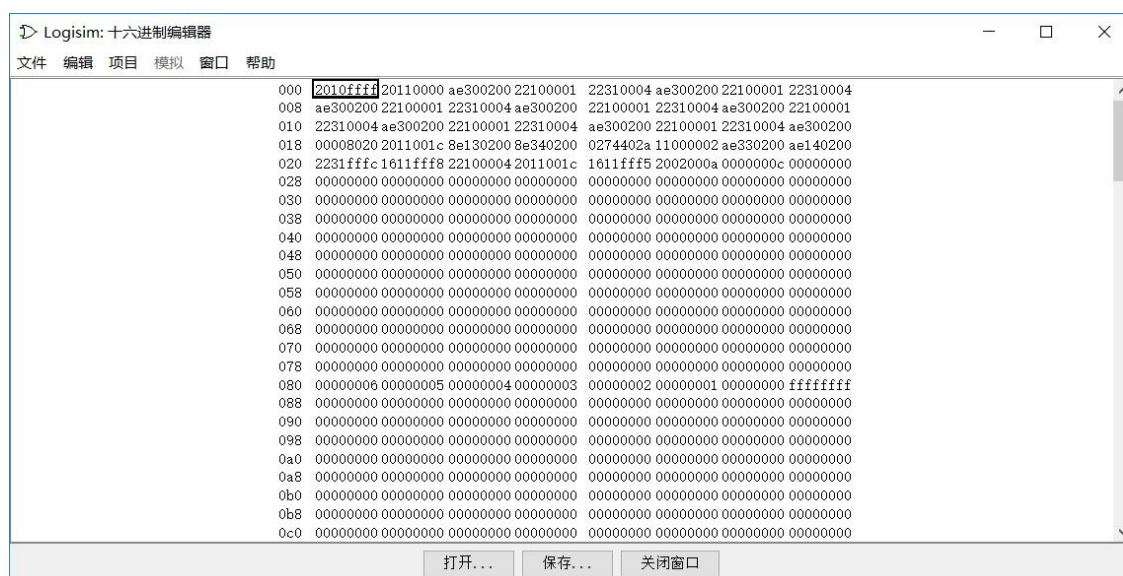 Logisim: 十六进制编辑器
文件 编辑 项目 模拟 窗口 帮助
000 2010ffff 20110000 ae300200 22100001 22310004 ae300200 22100001 22310004
008 ae300200 22100001 22310004 ae300200 22100001 22310004 ae300200 22100001
010 22310004 ae300200 22100001 22310004 ae300200 22100001 22310004 ae300200
018 00008020 2011001c 8e130200 8e340200 0274402a 11000002 ae330200 ae140200
020 2231fffc 1611fff8 22100004 2011001c 1611fff5 2002000a 0000000c 00000000
028 00000000 00000000 00000000 00000000 00000000 00000000 00000000 00000000
030 00000000 00000000 00000000 00000000 00000000 00000000 00000000 00000000
038 00000000 00000000 00000000 00000000 00000000 00000000 00000000 00000000
040 00000000 00000000 00000000 00000000 00000000 00000000 00000000 00000000
048 00000000 00000000 00000000 00000000 00000000 00000000 00000000 00000000
050 00000000 00000000 00000000 00000000 00000000 00000000 00000000 00000000
058 00000000 00000000 00000000 00000000 00000000 00000000 00000000 00000000
060 00000000 00000000 00000000 00000000 00000000 00000000 00000000 00000000
068 00000000 00000000 00000000 00000000 00000000 00000000 00000000 00000000
070 00000000 00000000 00000000 00000000 00000000 00000000 00000000 00000000
078 00000000 00000000 00000000 00000000 00000000 00000000 00000000 00000000
080 00000006 00000005 00000004 00000003 00000002 00000001 00000000 ffffffff
088 00000000 00000000 00000000 00000000 00000000 00000000 00000000 00000000
090 00000000 00000000 00000000 00000000 00000000 00000000 00000000 00000000
098 00000000 00000000 00000000 00000000 00000000 00000000 00000000 00000000
0a0 00000000 00000000 00000000 00000000 00000000 00000000 00000000 00000000
0a8 00000000 00000000 00000000 00000000 00000000 00000000 00000000 00000000
0b0 00000000 00000000 00000000 00000000 00000000 00000000 00000000 00000000
0b8 00000000 00000000 00000000 00000000 00000000 00000000 00000000 00000000
0c0 00000000 00000000 00000000 00000000 00000000 00000000 00000000 00000000
打开... 保存... 关闭窗口